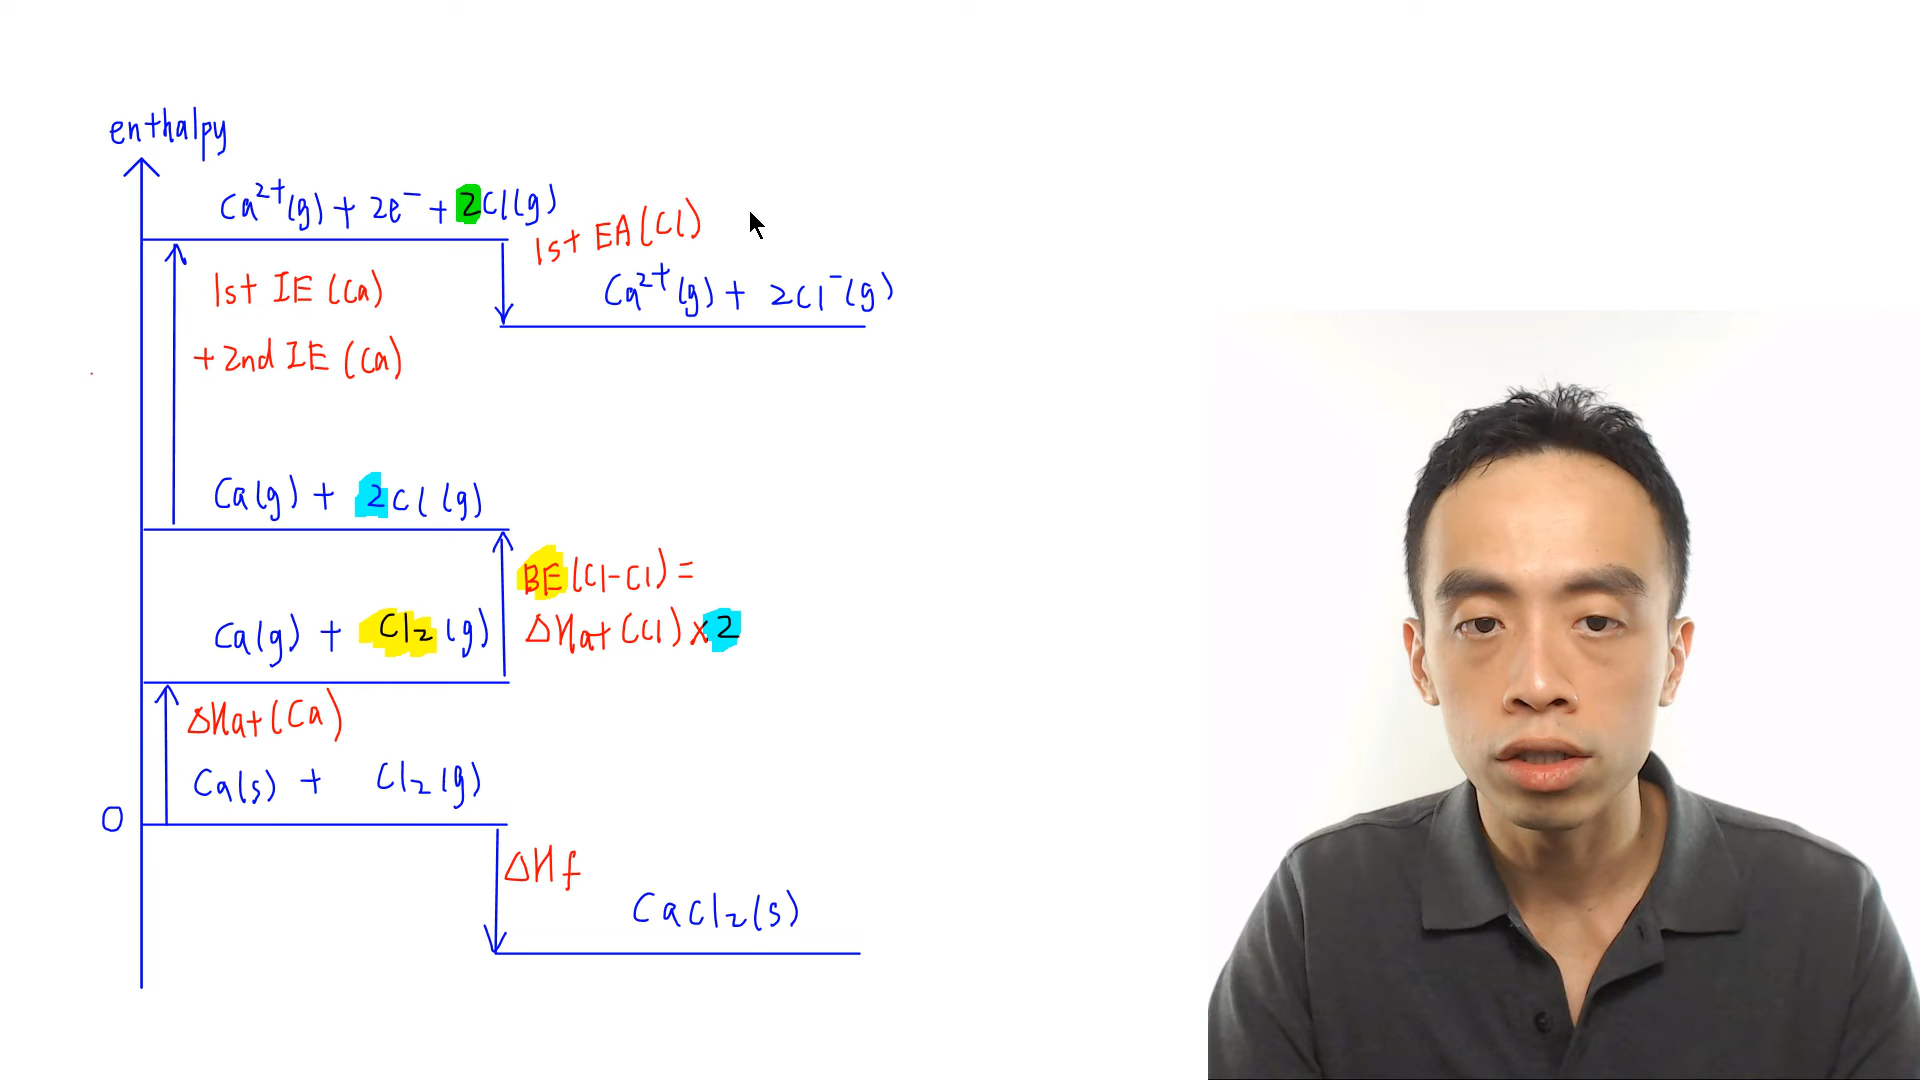 enthalpy
Ca²⁺(g) + 2e⁻ + 2Cl(g)
1st EA (Cl)
1st IE (Ca)
Ca²⁺(g) + 2Cl⁻(g)
+ 2nd IE (Ca)
Ca(g) + 2Cl(g)
BE (Cl-Cl) =
Ca(g) + Cl₂(g)
ΔHat (Cl) x 2
ΔHat (Ca)
Ca(s) + Cl₂(g)
0
ΔHf
CaCl₂(s)